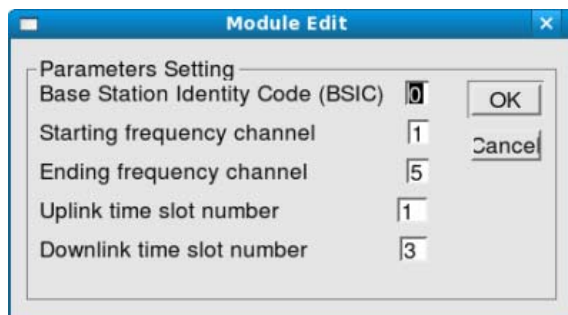 Module Edit
Parameters Setting
Base Station Identity Code (BSIC) 0 OK
Starting frequency channel 1
Cancel
Ending frequency channel 5
Uplink time slot number 1
Downlink time slot number 3